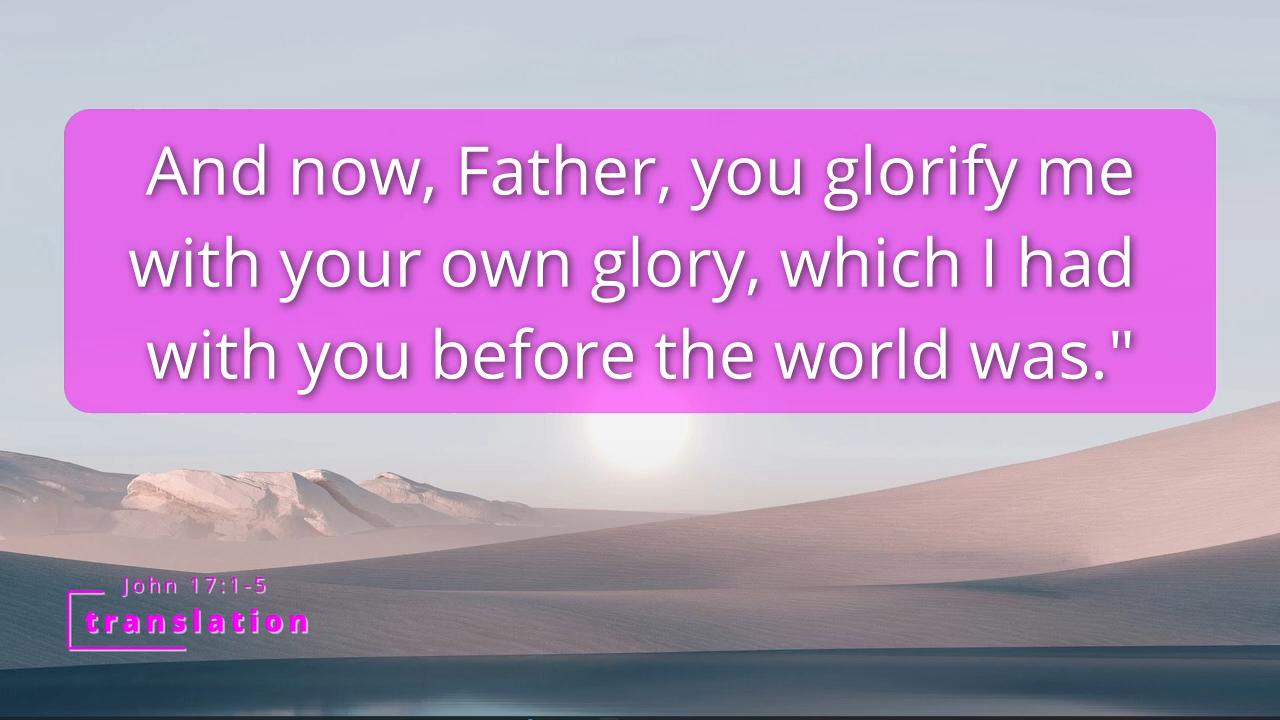 And now, Father, you glorify me
with your own glory, which I had
with you before the world was."
John 17:1-5
translation